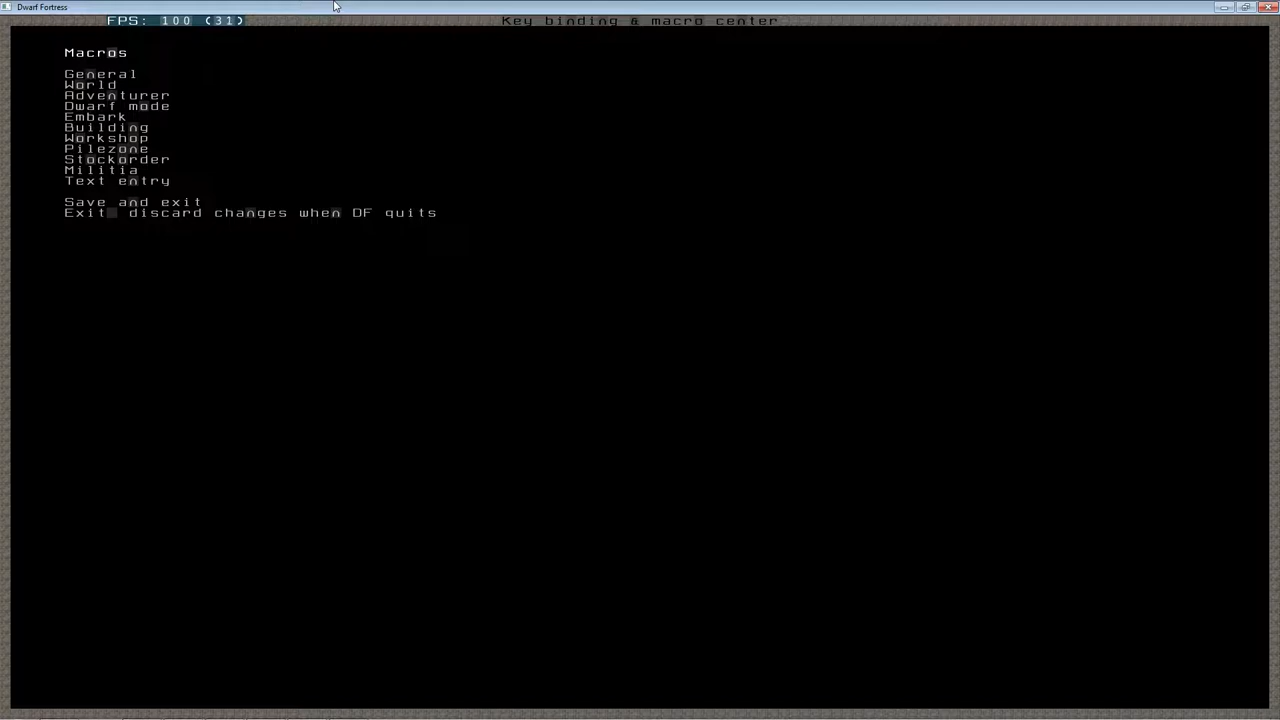 Dwarf Fortress
FPS: 100 (31)
Key binding & macro center
Macros
General
World
Adventurer
Dwarf mode
Embark
Building
Workshop
Pilezone
Stockorder
Militia
Text entry
Save and exit
Exit discard changes when DF quits